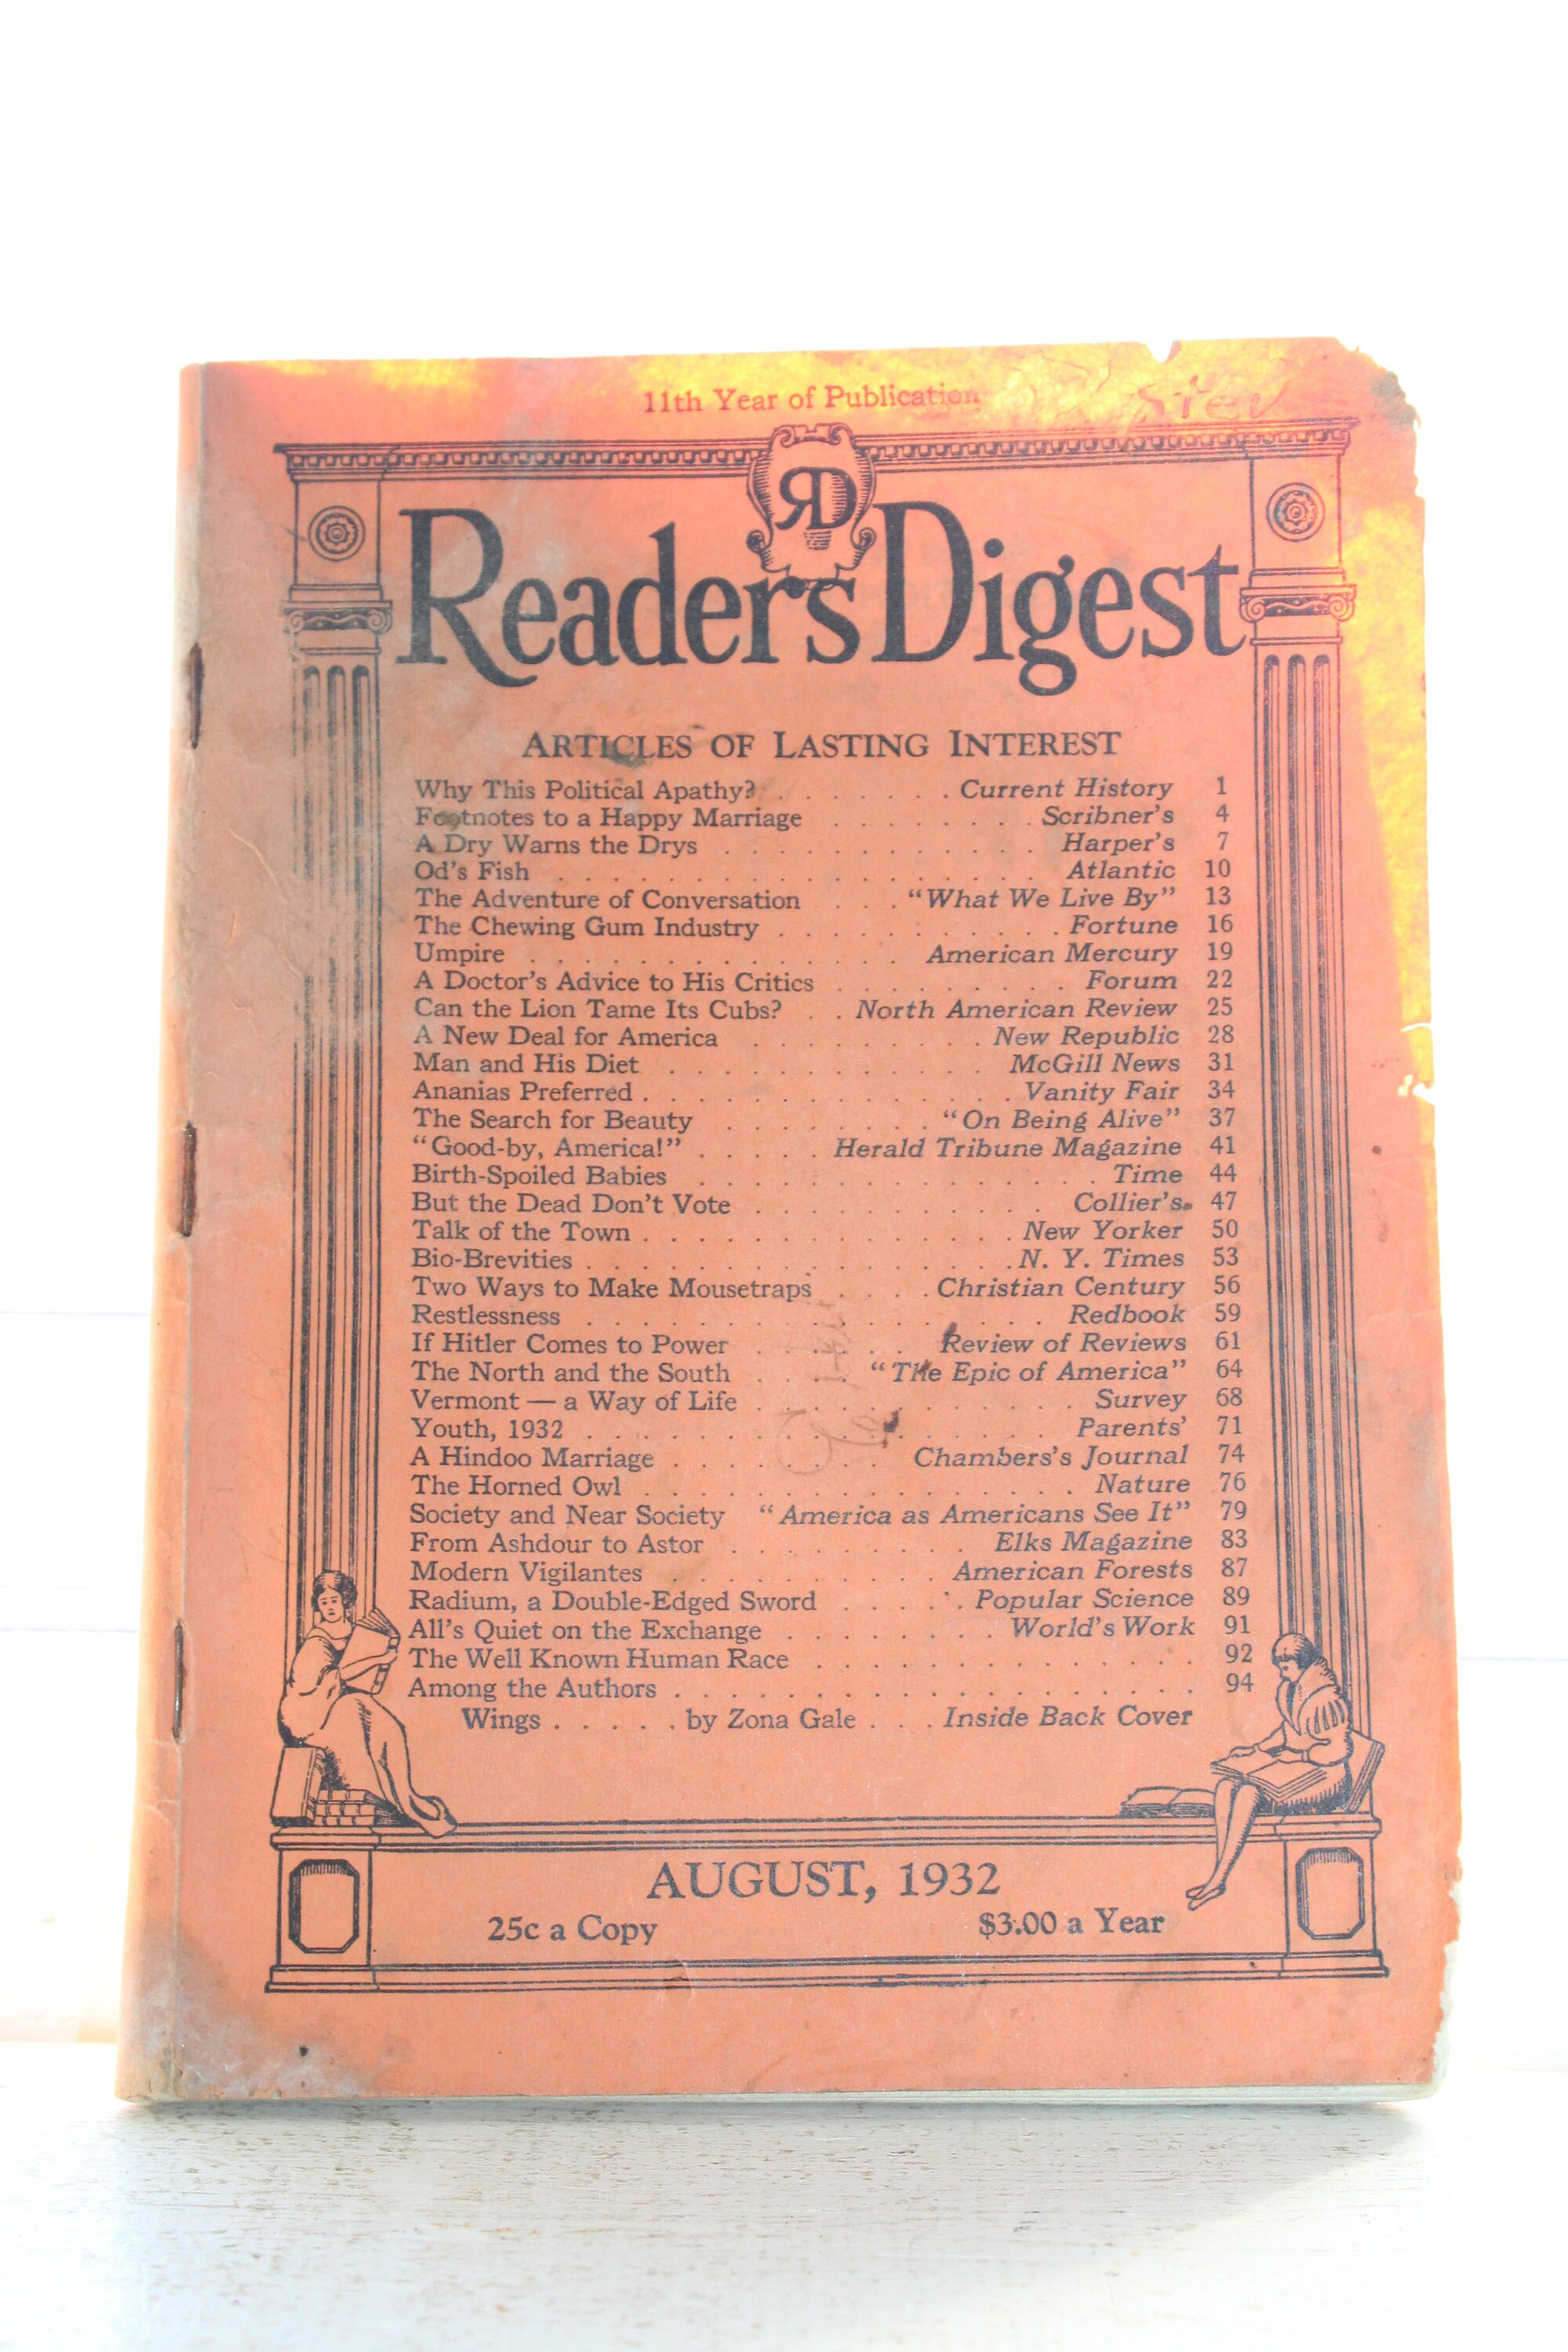 11th Year of Publication
RD
Readers Digest
ARTICLES OF LASTING INTEREST
Why This Political Apathy? . . . . . . . Current History 1
Footnotes to a Happy Marriage . . . . . . . . Scribner's 4
A Dry Warns the Drys . . . . . . . . . . . . Harper's 7
Od's Fish . . . . . . . . . . . . . . . . . . Atlantic 10
The Adventure of Conversation . . . "What We Live By" 13
The Chewing Gum Industry . . . . . . . . . . . Fortune 16
Umpire . . . . . . . . . . . . . . American Mercury 19
A Doctor's Advice to His Critics . . . . . . . . . Forum 22
Can the Lion Tame Its Cubs? . . North American Review 25
A New Deal for America . . . . . . . . . New Republic 28
Man and His Diet . . . . . . . . . . . . McGill News 31
Ananias Preferred . . . . . . . . . . . . . . Vanity Fair 34
The Search for Beauty . . . . . . . . "On Being Alive" 37
"Good-by, America!" . . . . . Herald Tribune Magazine 41
Birth-Spoiled Babies . . . . . . . . . . . . . . . Time 44
But the Dead Don't Vote . . . . . . . . . . . Collier's 47
Talk of the Town . . . . . . . . . . . . . . New Yorker 50
Bio-Brevities . . . . . . . . . . . . . . . . N. Y. Times 53
Two Ways to Make Mousetraps . . . . Christian Century 56
Restlessness . . . . . . . . . . . . . . . . . Redbook 59
If Hitler Comes to Power . . . . . . Review of Reviews 61
The North and the South . . . . "The Epic of America" 64
Vermont — a Way of Life . . . . . . . . . . . . Survey 68
Youth, 1932 . . . . . . . . . . . . . . . . . Parents' 71
A Hindoo Marriage . . . . . . . . Chambers's Journal 74
The Horned Owl . . . . . . . . . . . . . . . . Nature 76
Society and Near Society "America as Americans See It" 79
From Ashdour to Astor . . . . . . . . . Elks Magazine 83
Modern Vigilantes . . . . . . . . . . American Forests 87
Radium, a Double-Edged Sword . . . . . Popular Science 89
All's Quiet on the Exchange . . . . . . . . World's Work 91
The Well Known Human Race . . . . . . . . . . . . . . 92
Among the Authors . . . . . . . . . . . . . . . . . . . 94
Wings . . . . . by Zona Gale . . . Inside Back Cover
AUGUST, 1932
25c a Copy $3.00 a Year